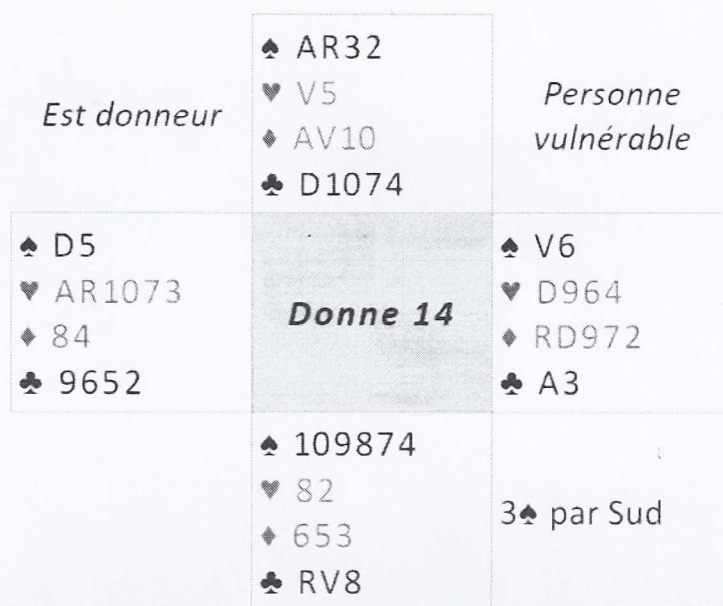 ♠ AR32
Est donneur
♥ V5
Personne
vulnérable
♦ AV10
♣ D1074
♠ D5
♥ AR1073
♦ 84
♣ 9652
Donne 14
♠ V6
♥ D964
♦ RD972
♣ A3
♠ 109874
♥ 82
♦ 653
♣ RV8
3♠ par Sud